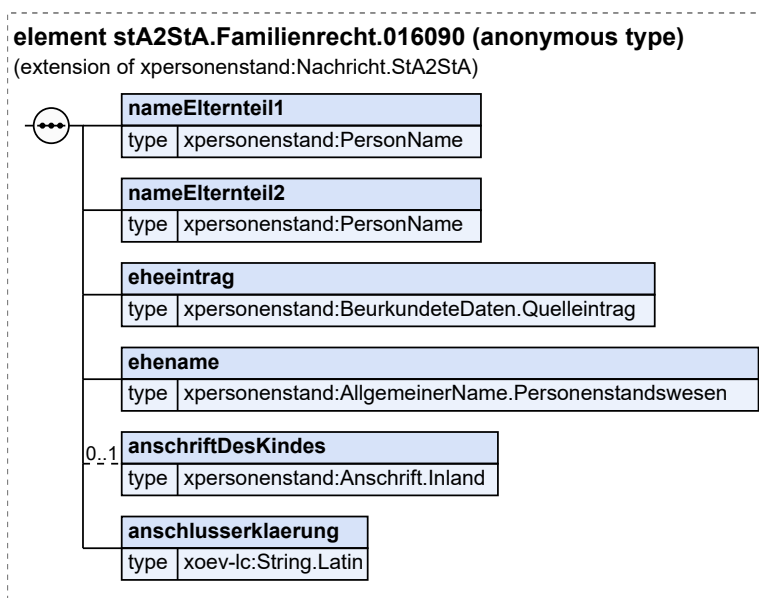 element stA2StA.Familienrecht.016090 (anonymous type)
(extension of xpersonenstand:Nachricht.StA2StA)
nameElternteil1
type xpersonenstand:PersonName
nameElternteil2
type xpersonenstand:PersonName
eheeintrag
type xpersonenstand:BeurkundeteDaten.Quelleintrag
ehename
type xpersonenstand:AllgemeinerName.Personenstandswesen
0..1 anschriftDesKindes
type xpersonenstand:Anschrift.Inland
anschlusserklaerung
type xoev-lc:String.Latin